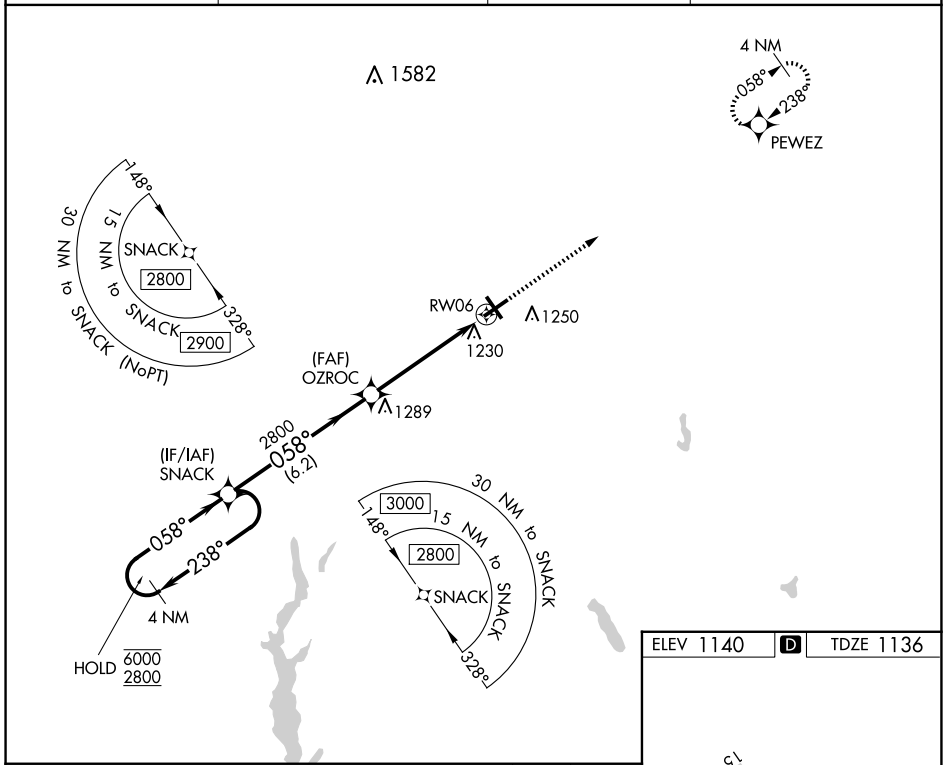 1582
4 NM
058°
238°
PEWEZ
148°
30 NM to SNACK (NoPT)
15 NM to SNACK
SNACK
2800
2900
328°
RW06
1250
1230
(FAF)
OZROC
1289
2800
058°
(6.2)
(IF/IAF)
SNACK
058°
238°
4 NM
HOLD 6000
2800
30 NM to SNACK
3000
15 NM to SNACK
148°
2800
SNACK
328°
ELEV 1140 D TDZE 1136
15